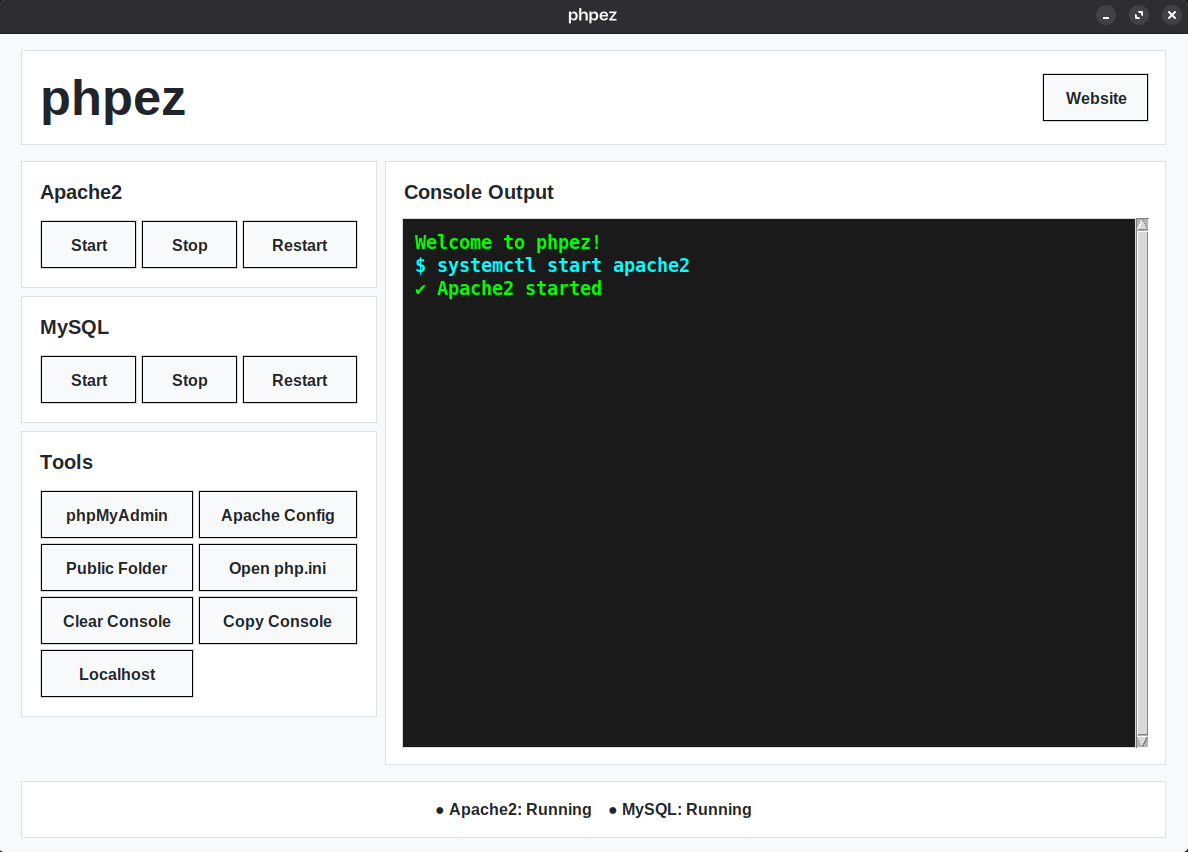 phpez
phpez
Website
Apache2
Start Stop Restart
MySQL
Start Stop Restart
Tools
phpMyAdmin Apache Config
Public Folder Open php.ini
Clear Console Copy Console
Localhost
Console Output
Welcome to phpez!
$ systemctl start apache2
✔ Apache2 started
● Apache2: Running ● MySQL: Running